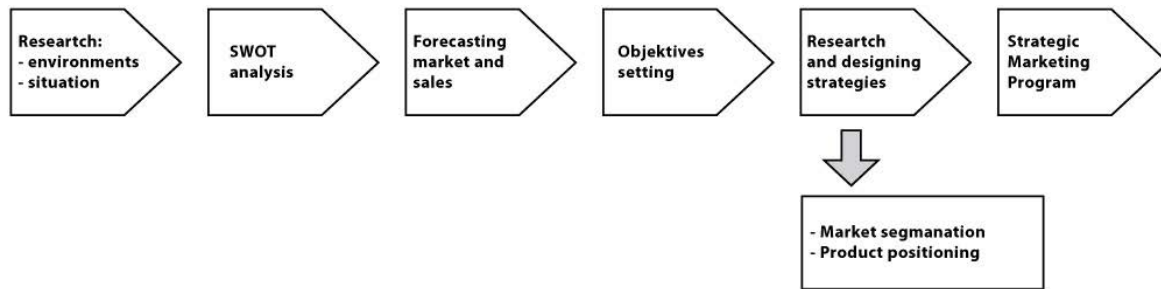 Researtch:
- environments
- situation
SWOT
analysis
Forecasting
market and
sales
Objektives
setting
Researtch
and designing
strategies
Strategic
Marketing
Program
- Market segmanation
- Product positioning